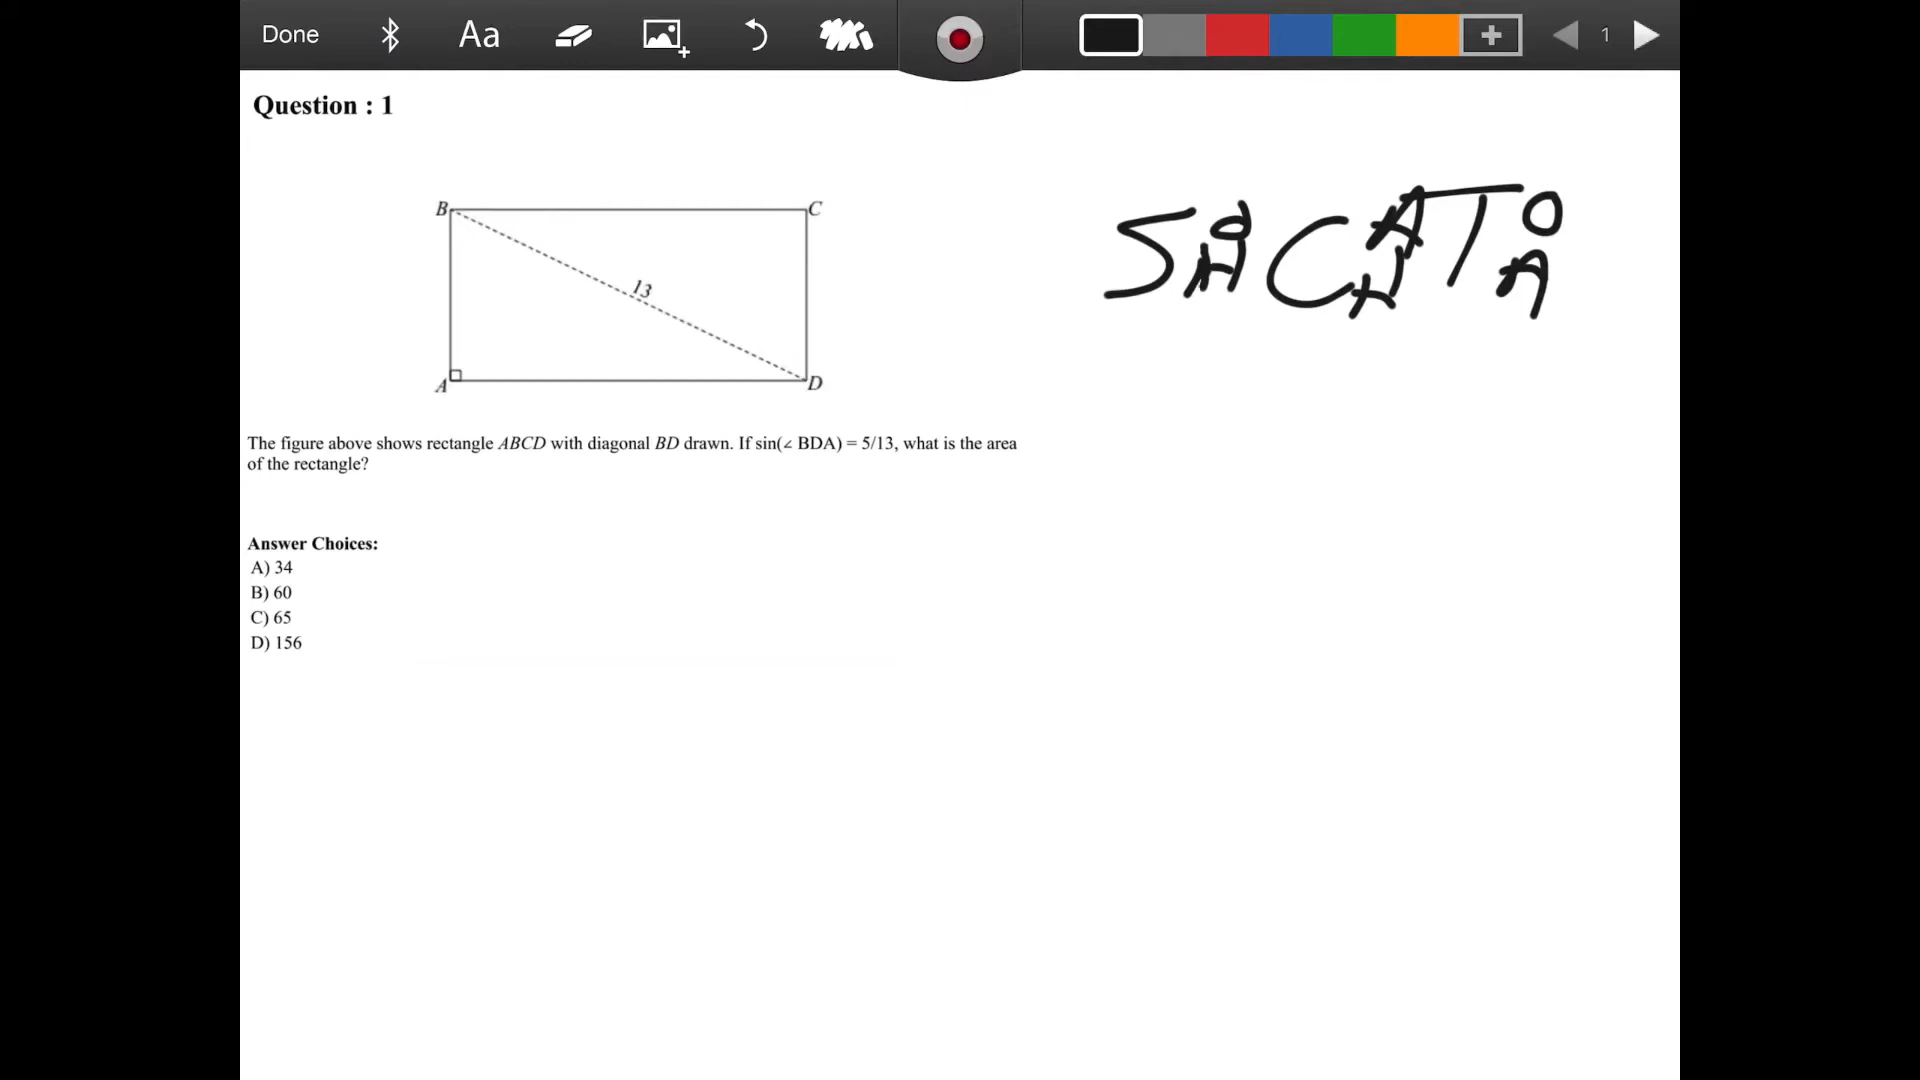 Done Aa 1
Question : 1
B C
13
A D
The figure above shows rectangle ABCD with diagonal BD drawn. If sin(∠ BDA) = 5/13, what is the area
of the rectangle?
Answer Choices:
A) 34
B) 60
C) 65
D) 156
S O H C A H T O A